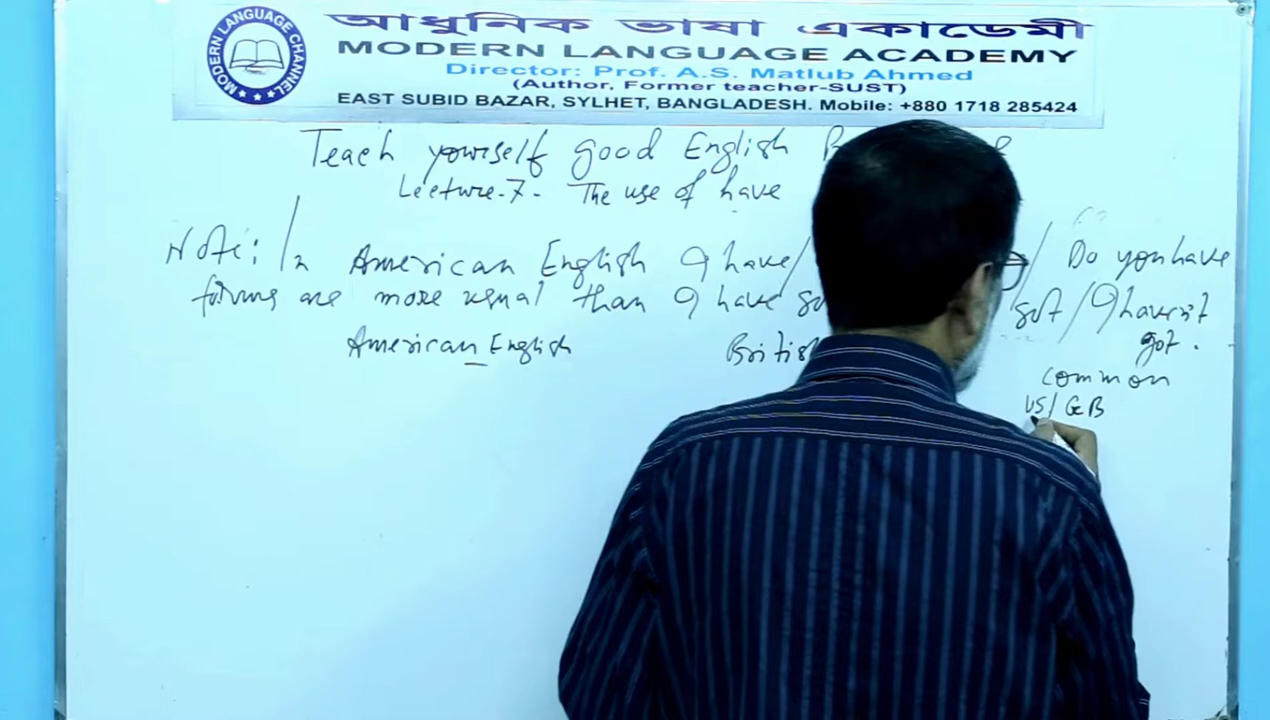 আধুনিক ভাষা একাডেমী
MODERN LANGUAGE ACADEMY
Director: Prof. A.S. Matlub Ahmed
(Author, Former teacher-SUST)
EAST SUBID BAZAR, SYLHET, BANGLADESH. Mobile: +880 1718 285424
MODERN LANGUAGE CHANNEL
Teach yourself good English
Lecture-7- The use of have
Note: In American English I have/ / Do you have
forms are more usual than I have got / I haven't
got.
American English British
common
US/GB